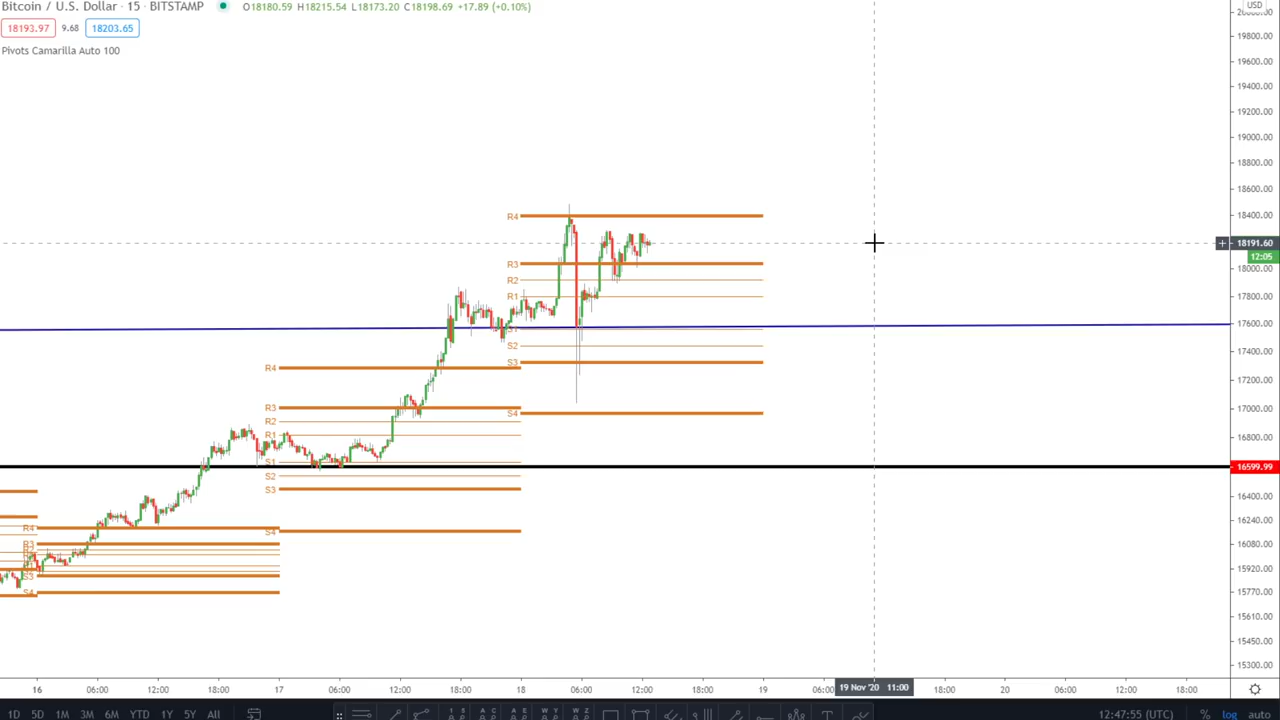 Bitcoin / U.S. Dollar · 15 · BITSTAMP O18180.59 H18215.54 L18173.20 C18198.69 +17.89 (+0.10%)
USD
18193.97 9.68 18203.65
Pivots Camarilla Auto 100
19800.00
19600.00
19400.00
19200.00
19000.00
18800.00
18600.00
18400.00
R4
18191.60
12:05
R3
18000.00
R2
R1
17800.00
17600.00
S2
17400.00
S3
R4
17200.00
R3
17000.00
S4
R2
R1
16800.00
S1
16599.99
S2
S3
16400.00
R4
S4
16240.00
R3
16080.00
15920.00
S3
S4
15770.00
15610.00
15450.00
15300.00
16 06:00 12:00 18:00 17 06:00 12:00 18:00 18 06:00 12:00 18:00 19 06:00 19 Nov '20 11:00 18:00 20 06:00 12:00 18:00
1D 5D 1M 3M 6M YTD 1Y 5Y All 12:47:55 (UTC) % log auto